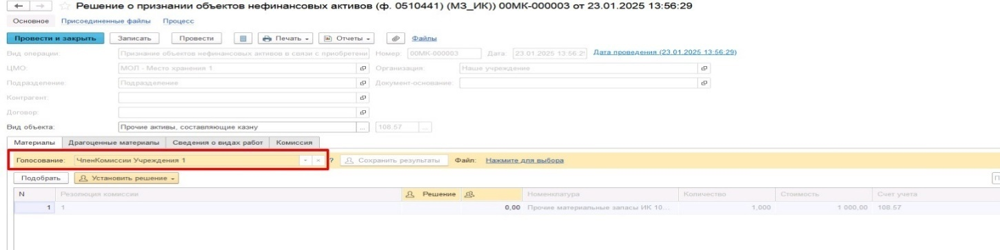 Решение о признании объектов нефинансовых активов (ф. 0510441) (МЗ_ИК)) 00МК-000003 от 23.01.2025 13:56:29
Основное Присоединенные файлы Процесс
Провести и закрыть Записать Провести Печать Отчеты Файлы
Вид операции: Признание объектов нефинансовых активов в связи с приобретени Номер: 00МК-000003 Дата: 23.01.2025 13:56:2 Дата проведения (23.01.2025 13:56:29)
ЦМО: МОЛ - Место хранения 1 Организация: Наше учреждение
Подразделение: Подразделение Документ-основание:
Контрагент:
Договор:
Вид объекта: Прочие активы, составляющие казну ... 108.57 ...
Материалы Драгоценные материалы Сведения о видах работ Комиссия
Голосование: ЧленКомиссии Учреждения 1 ? Сохранить результаты Файл: Нажмите для выбора
Подобрать Установить решение
N Резолюция комиссии Решение Номенклатура Количество Стоимость Счет учета
1 1 0,00 Прочие материальные запасы ИК 10... 1,000 1 000,00 108.57